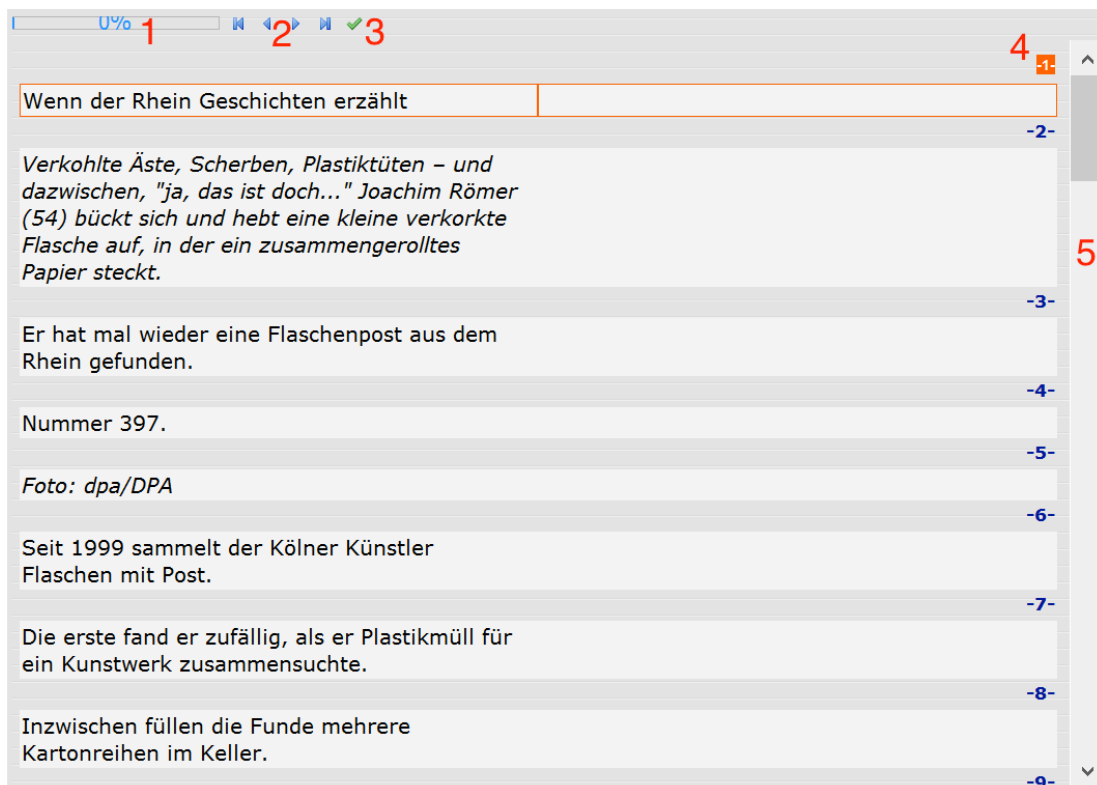 0% 1 2 3
4
-1-
Wenn der Rhein Geschichten erzählt
-2-
Verkohlte Äste, Scherben, Plastiktüten – und
dazwischen, "ja, das ist doch..." Joachim Römer
(54) bückt sich und hebt eine kleine verkorkte
Flasche auf, in der ein zusammengerolltes
Papier steckt.
5
-3-
Er hat mal wieder eine Flaschenpost aus dem
Rhein gefunden.
-4-
Nummer 397.
-5-
Foto: dpa/DPA
-6-
Seit 1999 sammelt der Kölner Künstler
Flaschen mit Post.
-7-
Die erste fand er zufällig, als er Plastikmüll für
ein Kunstwerk zusammensuchte.
-8-
Inzwischen füllen die Funde mehrere
Kartonreihen im Keller.
-9-